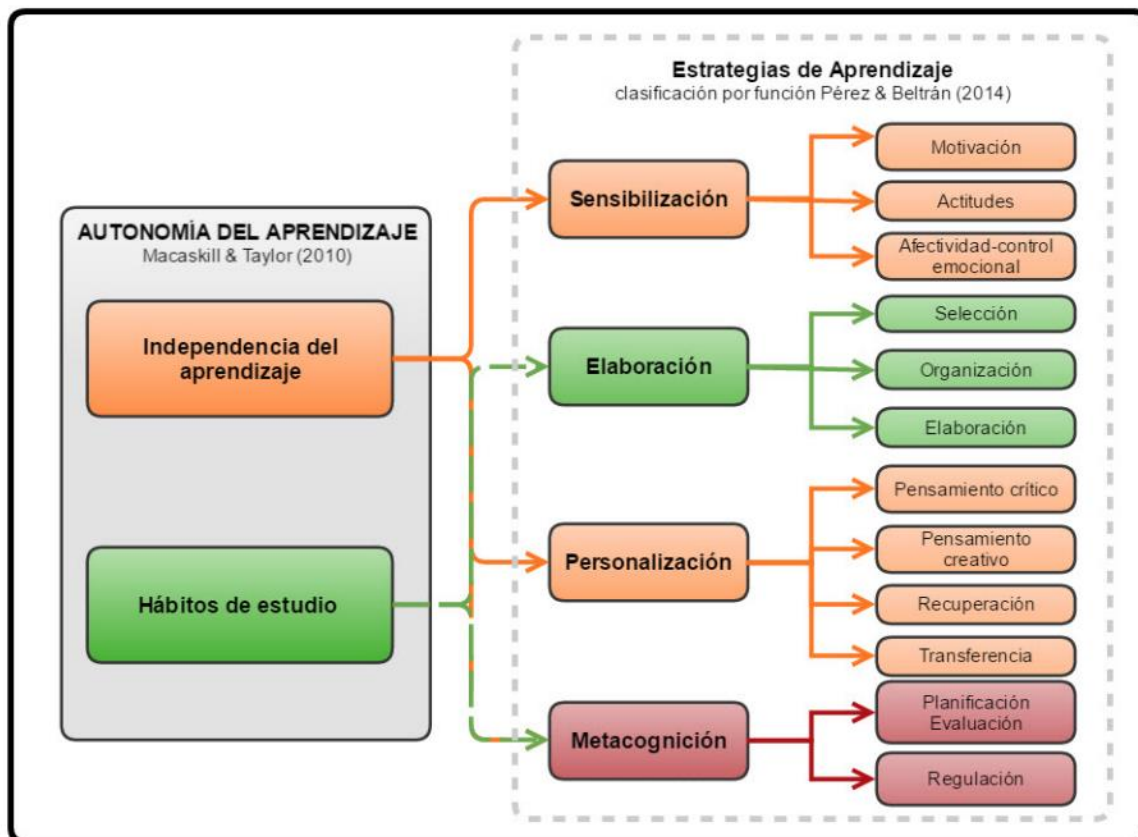 Estrategias de Aprendizaje
clasificación por función Pérez & Beltrán (2014)
AUTONOMÍA DEL APRENDIZAJE
Macaskill & Taylor (2010)
Independencia del
aprendizaje
Hábitos de estudio
Sensibilización
Motivación
Actitudes
Afectividad-control
emocional
Elaboración
Selección
Organización
Elaboración
Personalización
Pensamiento crítico
Pensamiento
creativo
Recuperación
Transferencia
Metacognición
Planificación
Evaluación
Regulación